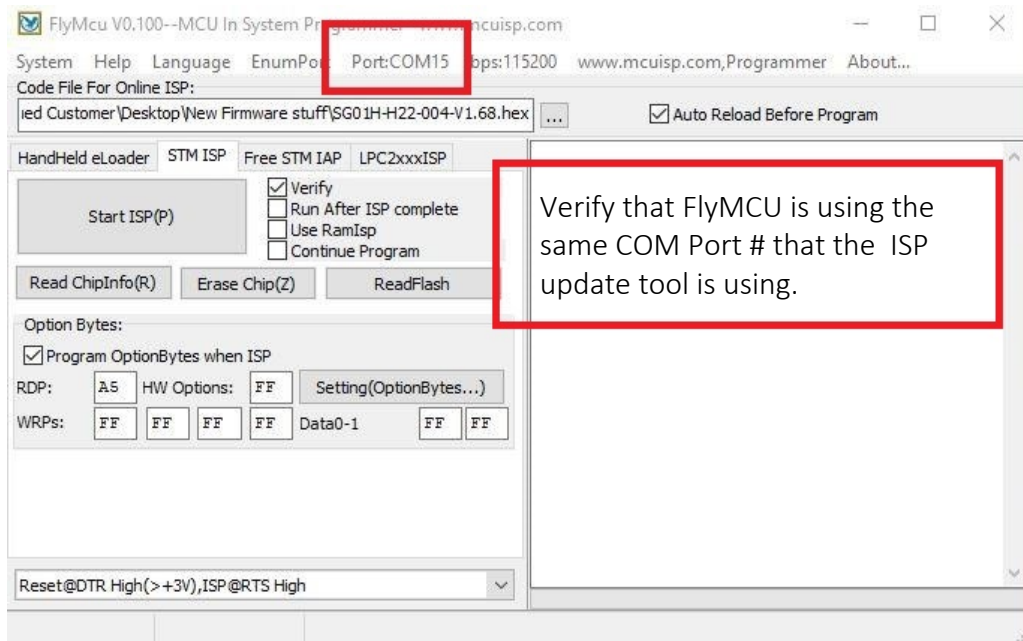 FlyMcu V0.100--MCU In System Programmer www.mcuisp.com
System Help Language EnumPort Port:COM15 bps:115200 www.mcuisp.com,Programmer About...
Code File For Online ISP:
ied Customer\Desktop\New Firmware stuff\SG01H-H22-004-V1.68.hex ... Auto Reload Before Program
HandHeld eLoader STM ISP Free STM IAP LPC2xxxISP
Start ISP(P)
Verify
Run After ISP complete
Use RamIsp
Continue Program
Read ChipInfo(R) Erase Chip(Z) ReadFlash
Option Bytes:
Program OptionBytes when ISP
RDP: A5 HW Options: FF Setting(OptionBytes...)
WRPs: FF FF FF FF Data0-1 FF FF
Reset@DTR High(>+3V),ISP@RTS High
Verify that FlyMCU is using the
same COM Port # that the ISP
update tool is using.